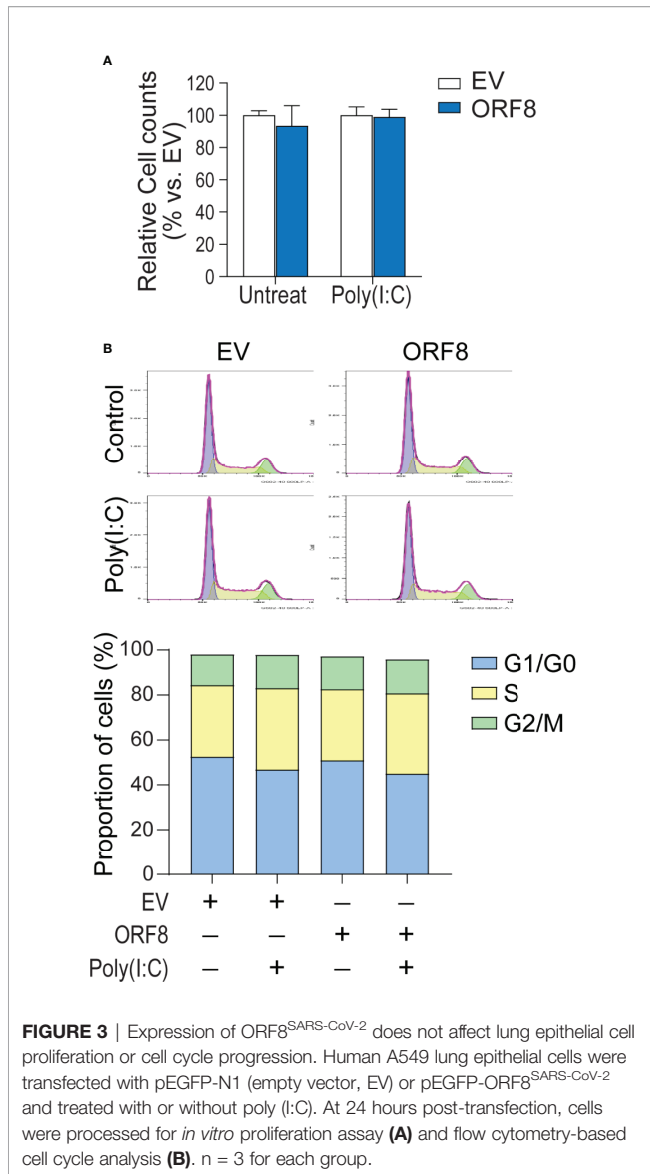 A
120
100
80
60
40
20
0
Relative Cell counts
(% vs. EV)
EV
ORF8
Untreat
Poly(I:C)
B
EV
ORF8
Control
Poly(I:C)
100
80
60
40
20
0
Proportion of cells (%)
G1/G0
S
G2/M
EV + + – –
ORF8 – – + +
Poly(I:C) – + – +
FIGURE 3 | Expression of ORF8SARS-CoV-2 does not affect lung epithelial cell
proliferation or cell cycle progression. Human A549 lung epithelial cells were
transfected with pEGFP-N1 (empty vector, EV) or pEGFP-ORF8SARS-CoV-2
and treated with or without poly (I:C). At 24 hours post-transfection, cells
were processed for in vitro proliferation assay (A) and flow cytometry-based
cell cycle analysis (B). n = 3 for each group.